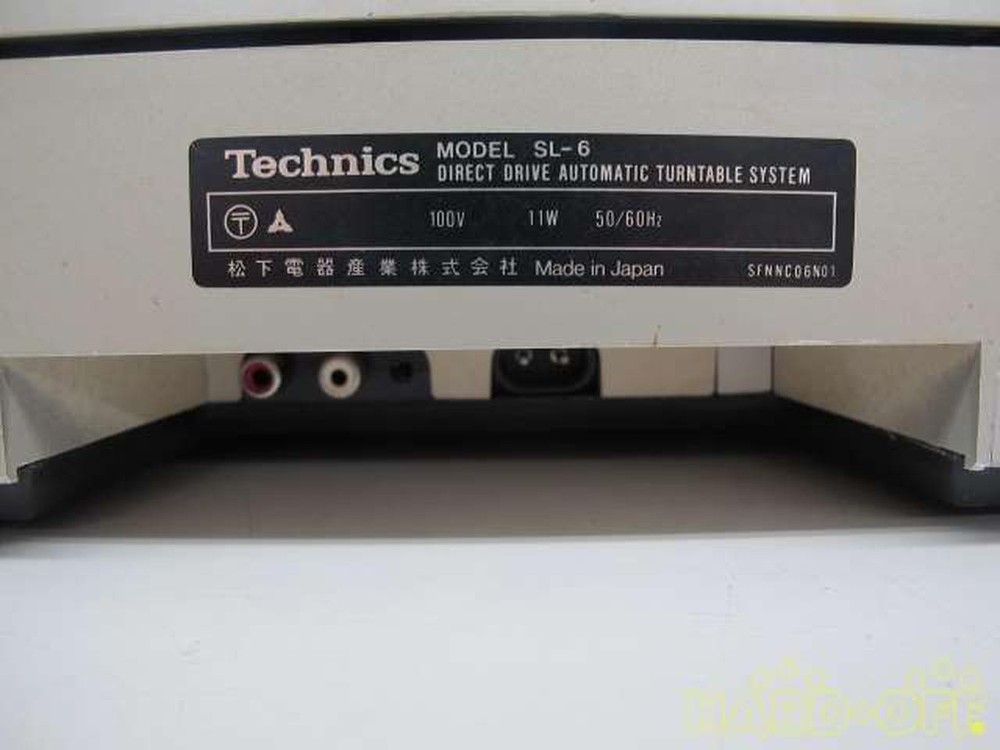 Technics MODEL SL-6
DIRECT DRIVE AUTOMATIC TURNTABLE SYSTEM
〒 100V 11W 50/60Hz
松下電器産業株式会社 Made in Japan SFNNC06N01
HARD-OFF